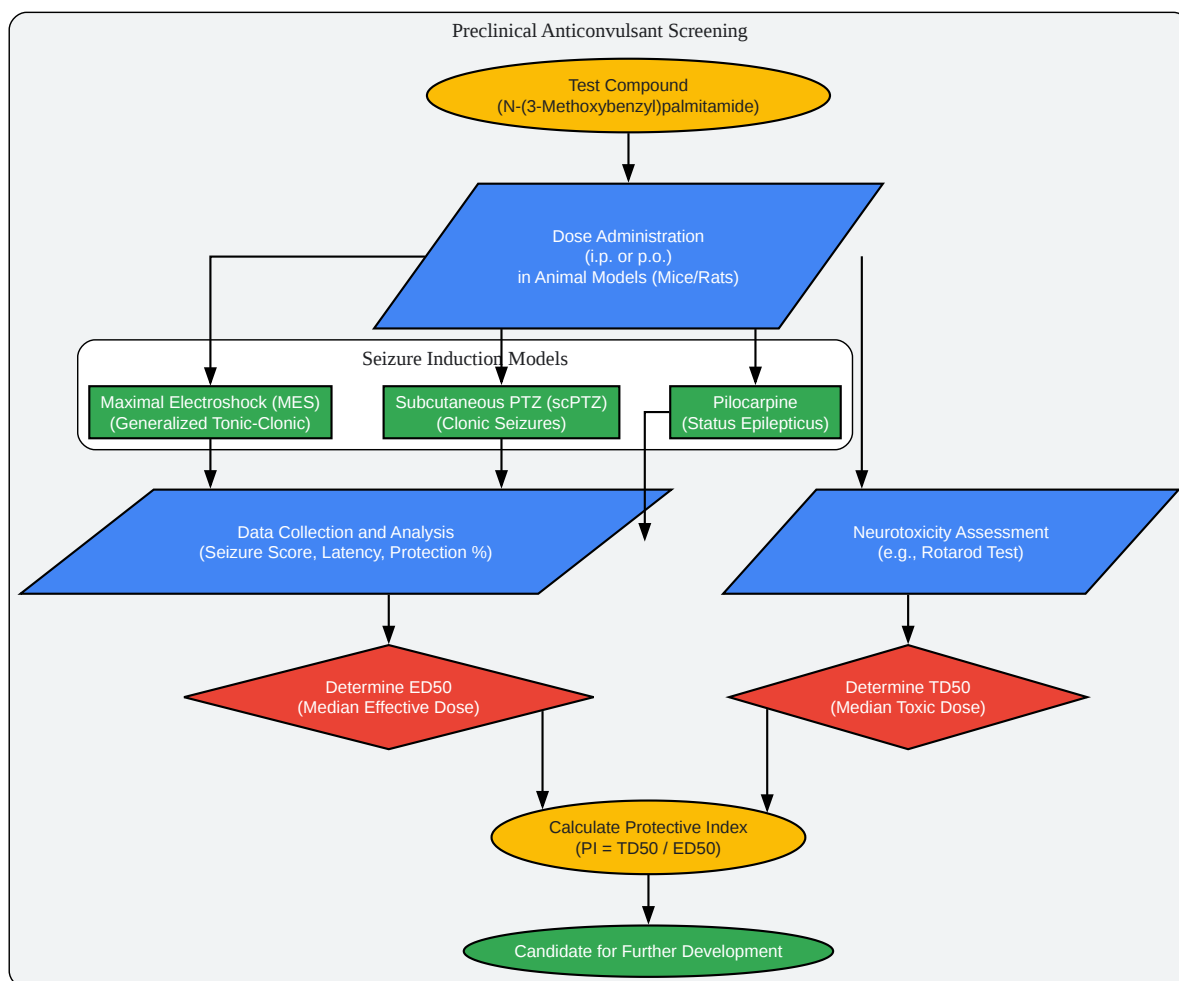 Preclinical Anticonvulsant Screening
Test Compound
(N-(3-Methoxybenzyl)palmitamide)
Dose Administration
(i.p. or p.o.)
in Animal Models (Mice/Rats)
Seizure Induction Models
Maximal Electroshock (MES)
(Generalized Tonic-Clonic)
Subcutaneous PTZ (scPTZ)
(Clonic Seizures)
Pilocarpine
(Status Epilepticus)
Data Collection and Analysis
(Seizure Score, Latency, Protection %)
Neurotoxicity Assessment
(e.g., Rotarod Test)
Determine ED50
(Median Effective Dose)
Determine TD50
(Median Toxic Dose)
Calculate Protective Index
(PI = TD50 / ED50)
Candidate for Further Development